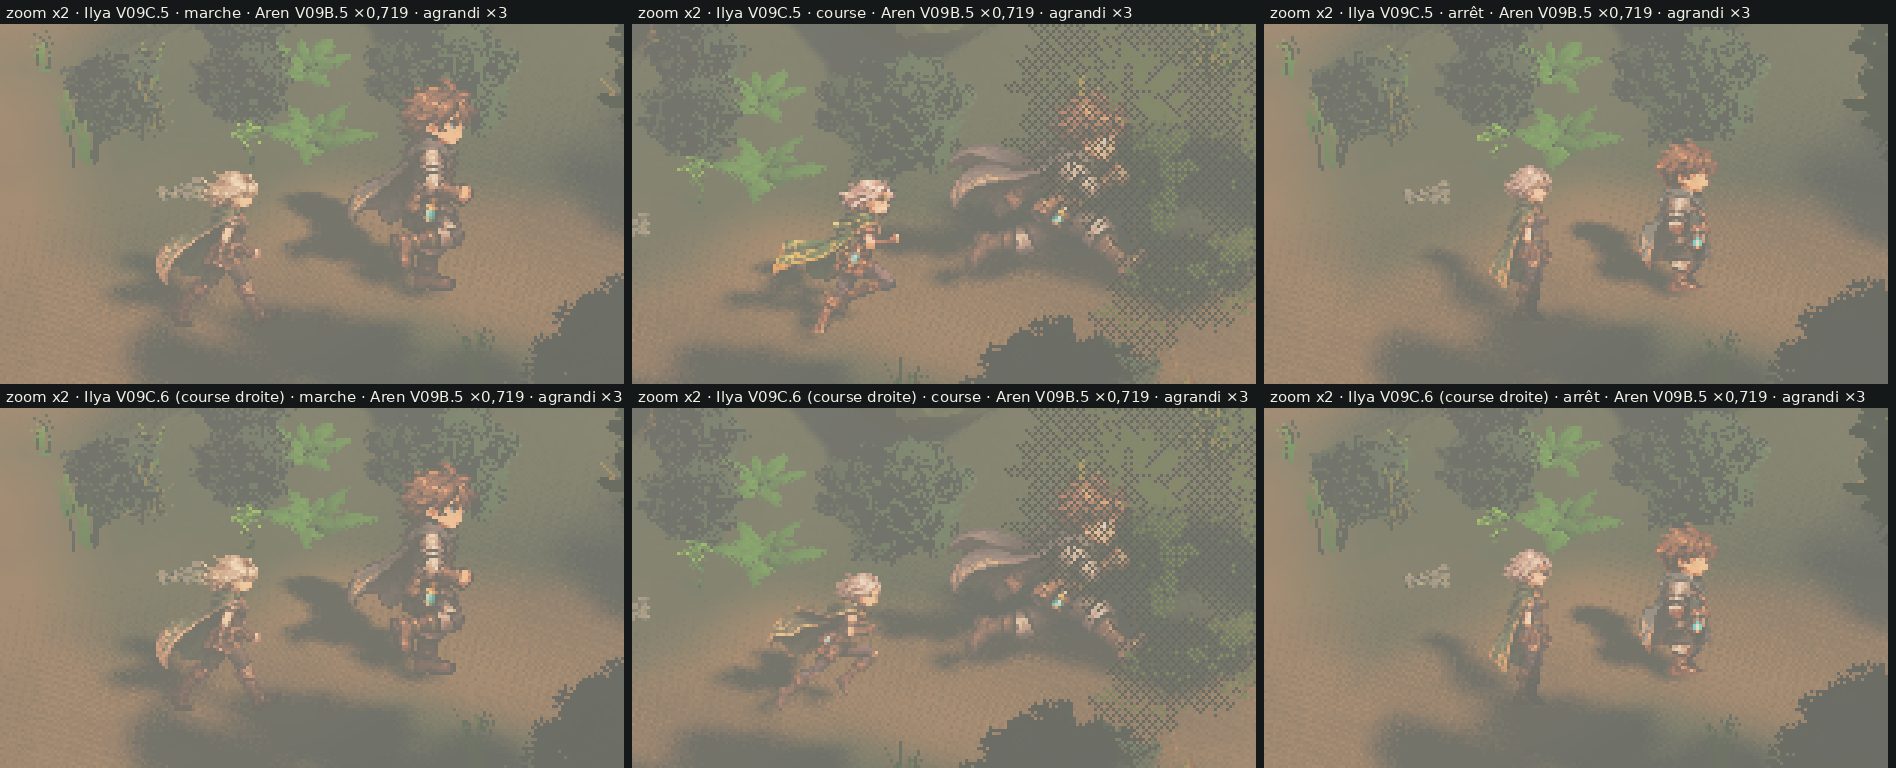 zoom x2 · Ilya V09C.5 · marche · Aren V09B.5 ×0,719 · agrandi ×3
zoom x2 · Ilya V09C.5 · course · Aren V09B.5 ×0,719 · agrandi ×3
zoom x2 · Ilya V09C.5 · arrêt · Aren V09B.5 ×0,719 · agrandi ×3
zoom x2 · Ilya V09C.6 (course droite) · marche · Aren V09B.5 ×0,719 · agrandi ×3
zoom x2 · Ilya V09C.6 (course droite) · course · Aren V09B.5 ×0,719 · agrandi ×3
zoom x2 · Ilya V09C.6 (course droite) · arrêt · Aren V09B.5 ×0,719 · agrandi ×3